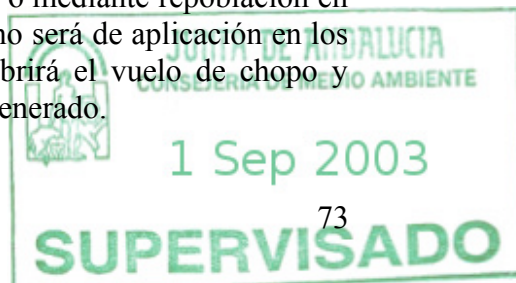 o mediante repoblación en
no será de aplicación en los
JUNTA DE ANDALUCIA
brirá el vuelo de chopo y
CONSEJERIA DE MEDIO AMBIENTE
enerado.
1 Sep 2003
73
SUPERVISADO